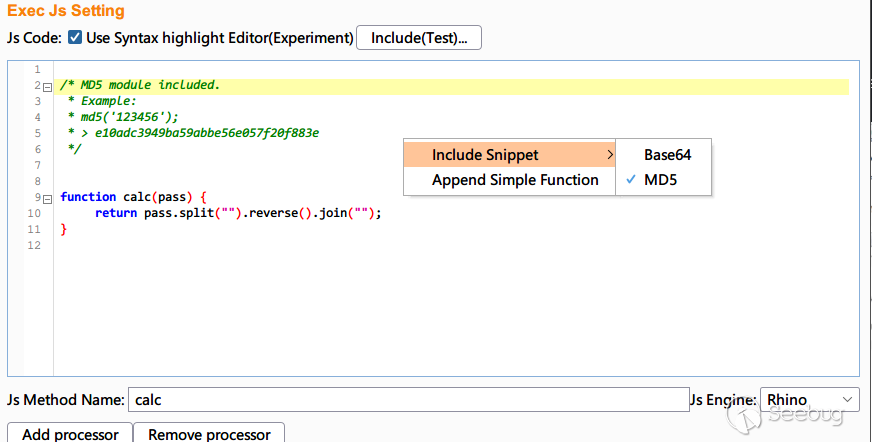 Exec Js Setting
Js Code: Use Syntax highlight Editor(Experiment) Include(Test)...
1
2 /* MD5 module included.
3 * Example:
4 * md5('123456');
5 * > e10adc3949ba59abbe56e057f20f883e
6 */
7
8
9 function calc(pass) {
10 return pass.split("").reverse().join("");
11 }
12
Include Snippet
Append Simple Function
Base64
MD5
Js Method Name: calc Js Engine: Rhino
Seebug
Add processor Remove processor